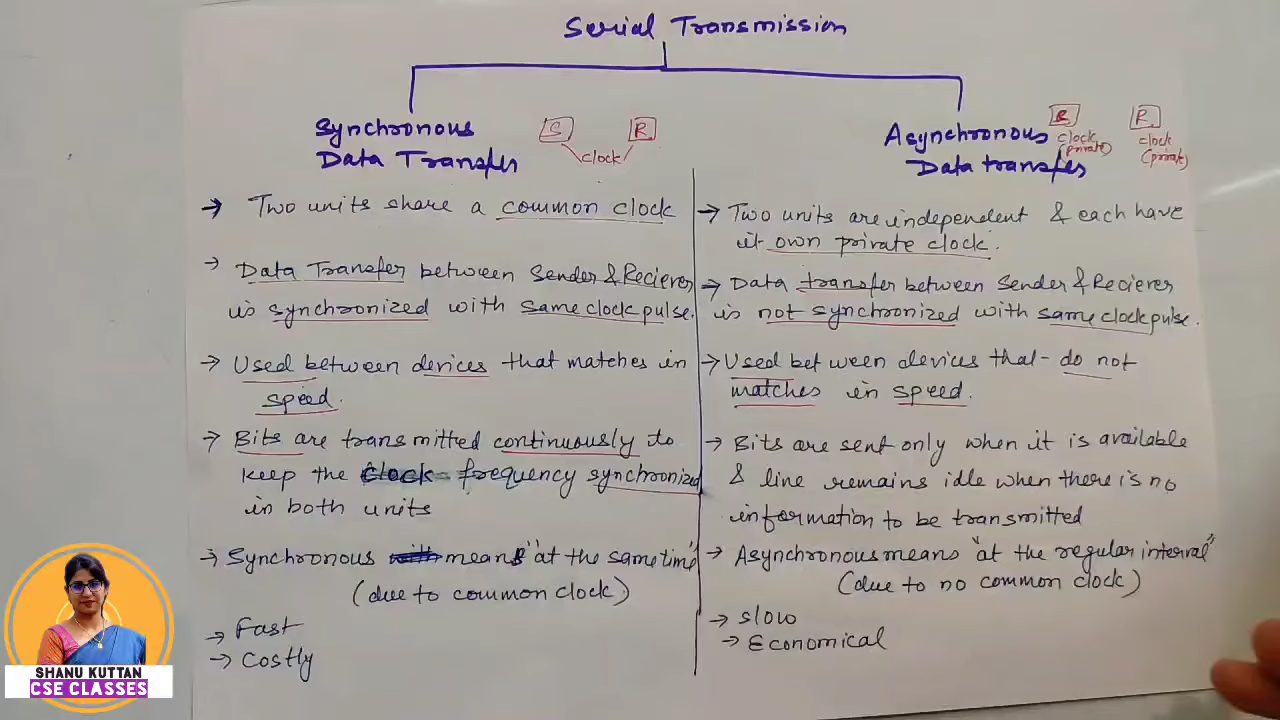 Serial Transmission
Synchronous
Data Transfer
S R
clock
→ Two units share a common clock
→ Data Transfer between Sender & Reciever
is synchronized with same clock pulse.
→ Used between devices that matches in
speed.
→ Bits are transmitted continuously to
keep the clock frequency synchronized
in both units
→ Synchronous with means "at the same time"
(due to common clock)
→ Fast
→ Costly
Asynchronous
Data transfer
S R
clock (private)
clock (private)
→ Two units are independent & each have
it own private clock.
→ Data transfer between Sender & Reciever
is not synchronized with same clock pulse.
→ Used between devices that do not
matches in speed.
→ Bits are sent only when it is available
& line remains idle when there is no
information to be transmitted
→ Asynchronous means "at the regular interval"
(due to no common clock)
→ Slow
→ Economical
SHANU KUTTAN
CSE CLASSES